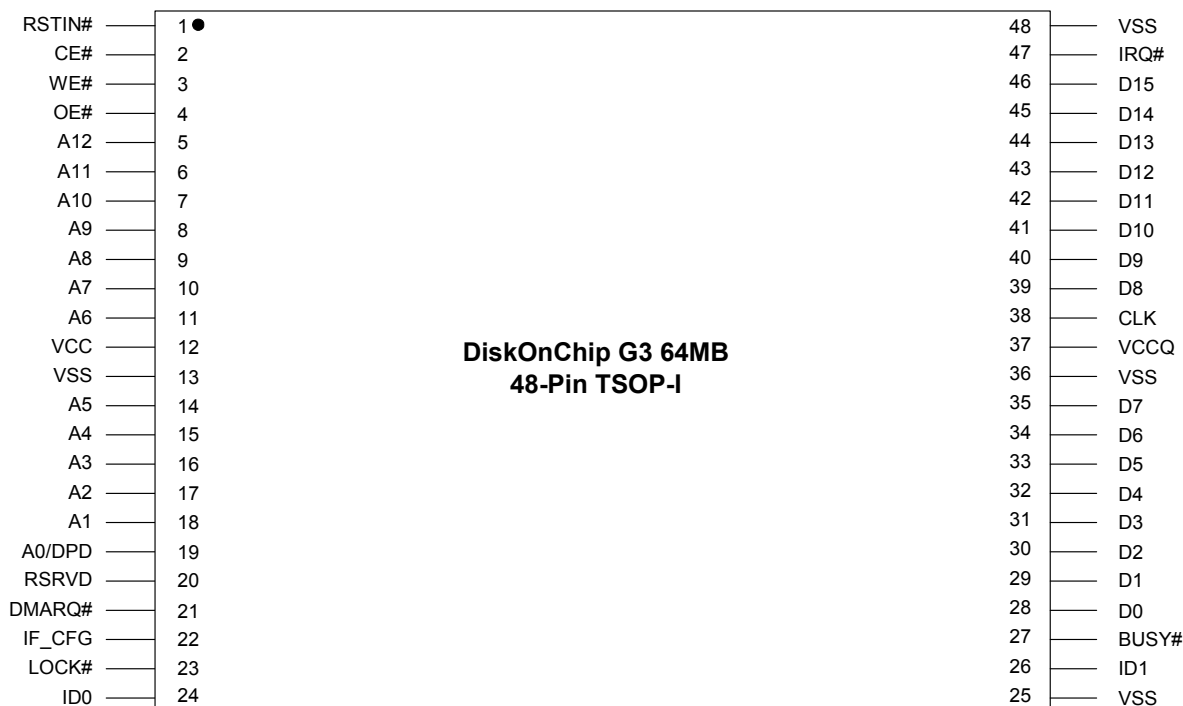 RSTIN# 1 48 VSS
CE# 2 47 IRQ#
WE# 3 46 D15
OE# 4 45 D14
A12 5 44 D13
A11 6 43 D12
A10 7 42 D11
A9 8 41 D10
A8 9 40 D9
A7 10 39 D8
A6 11 38 CLK
VCC 12 DiskOnChip G3 64MB 37 VCCQ
VSS 13 48-Pin TSOP-I 36 VSS
A5 14 35 D7
A4 15 34 D6
A3 16 33 D5
A2 17 32 D4
A1 18 31 D3
A0/DPD 19 30 D2
RSRVD 20 29 D1
DMARQ# 21 28 D0
IF_CFG 22 27 BUSY#
LOCK# 23 26 ID1
ID0 24 25 VSS